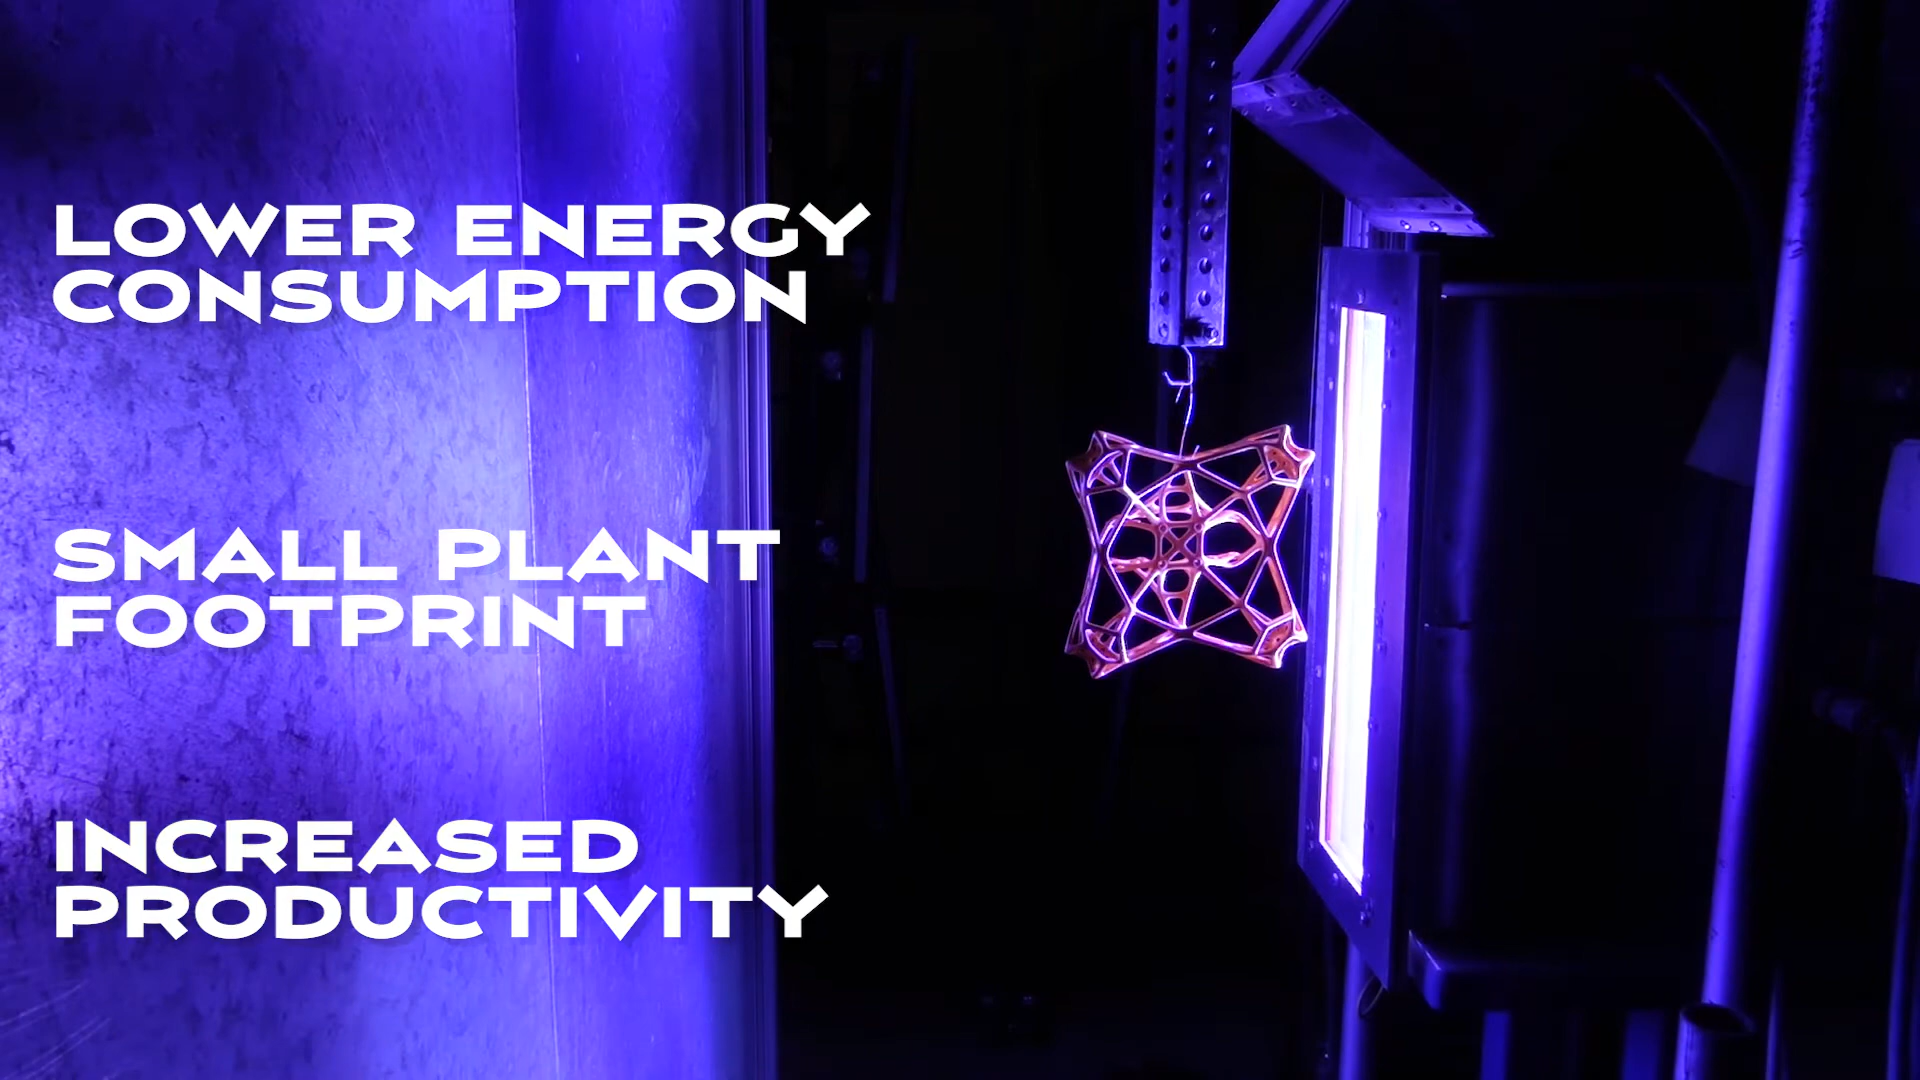 LOWER ENERGY
CONSUMPTION
SMALL PLANT
FOOTPRINT
INCREASED
PRODUCTIVITY